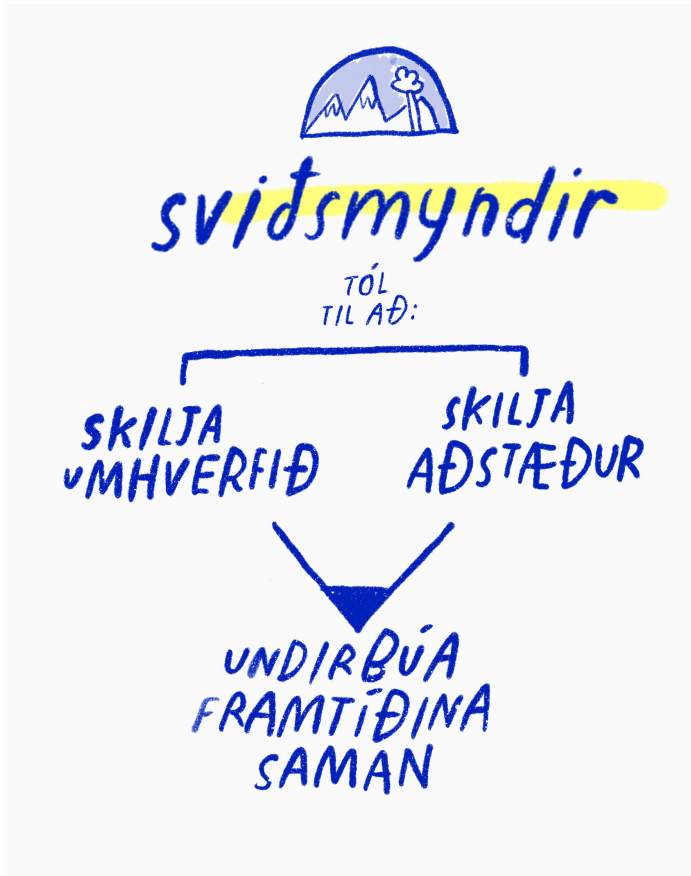 sviðsmyndir
TÓL
TIL AÐ:
SKILJA
UMHVERFIÐ
SKILJA
AÐSTÆÐUR
UNDIRBÚA
FRAMTÍÐINA
SAMAN